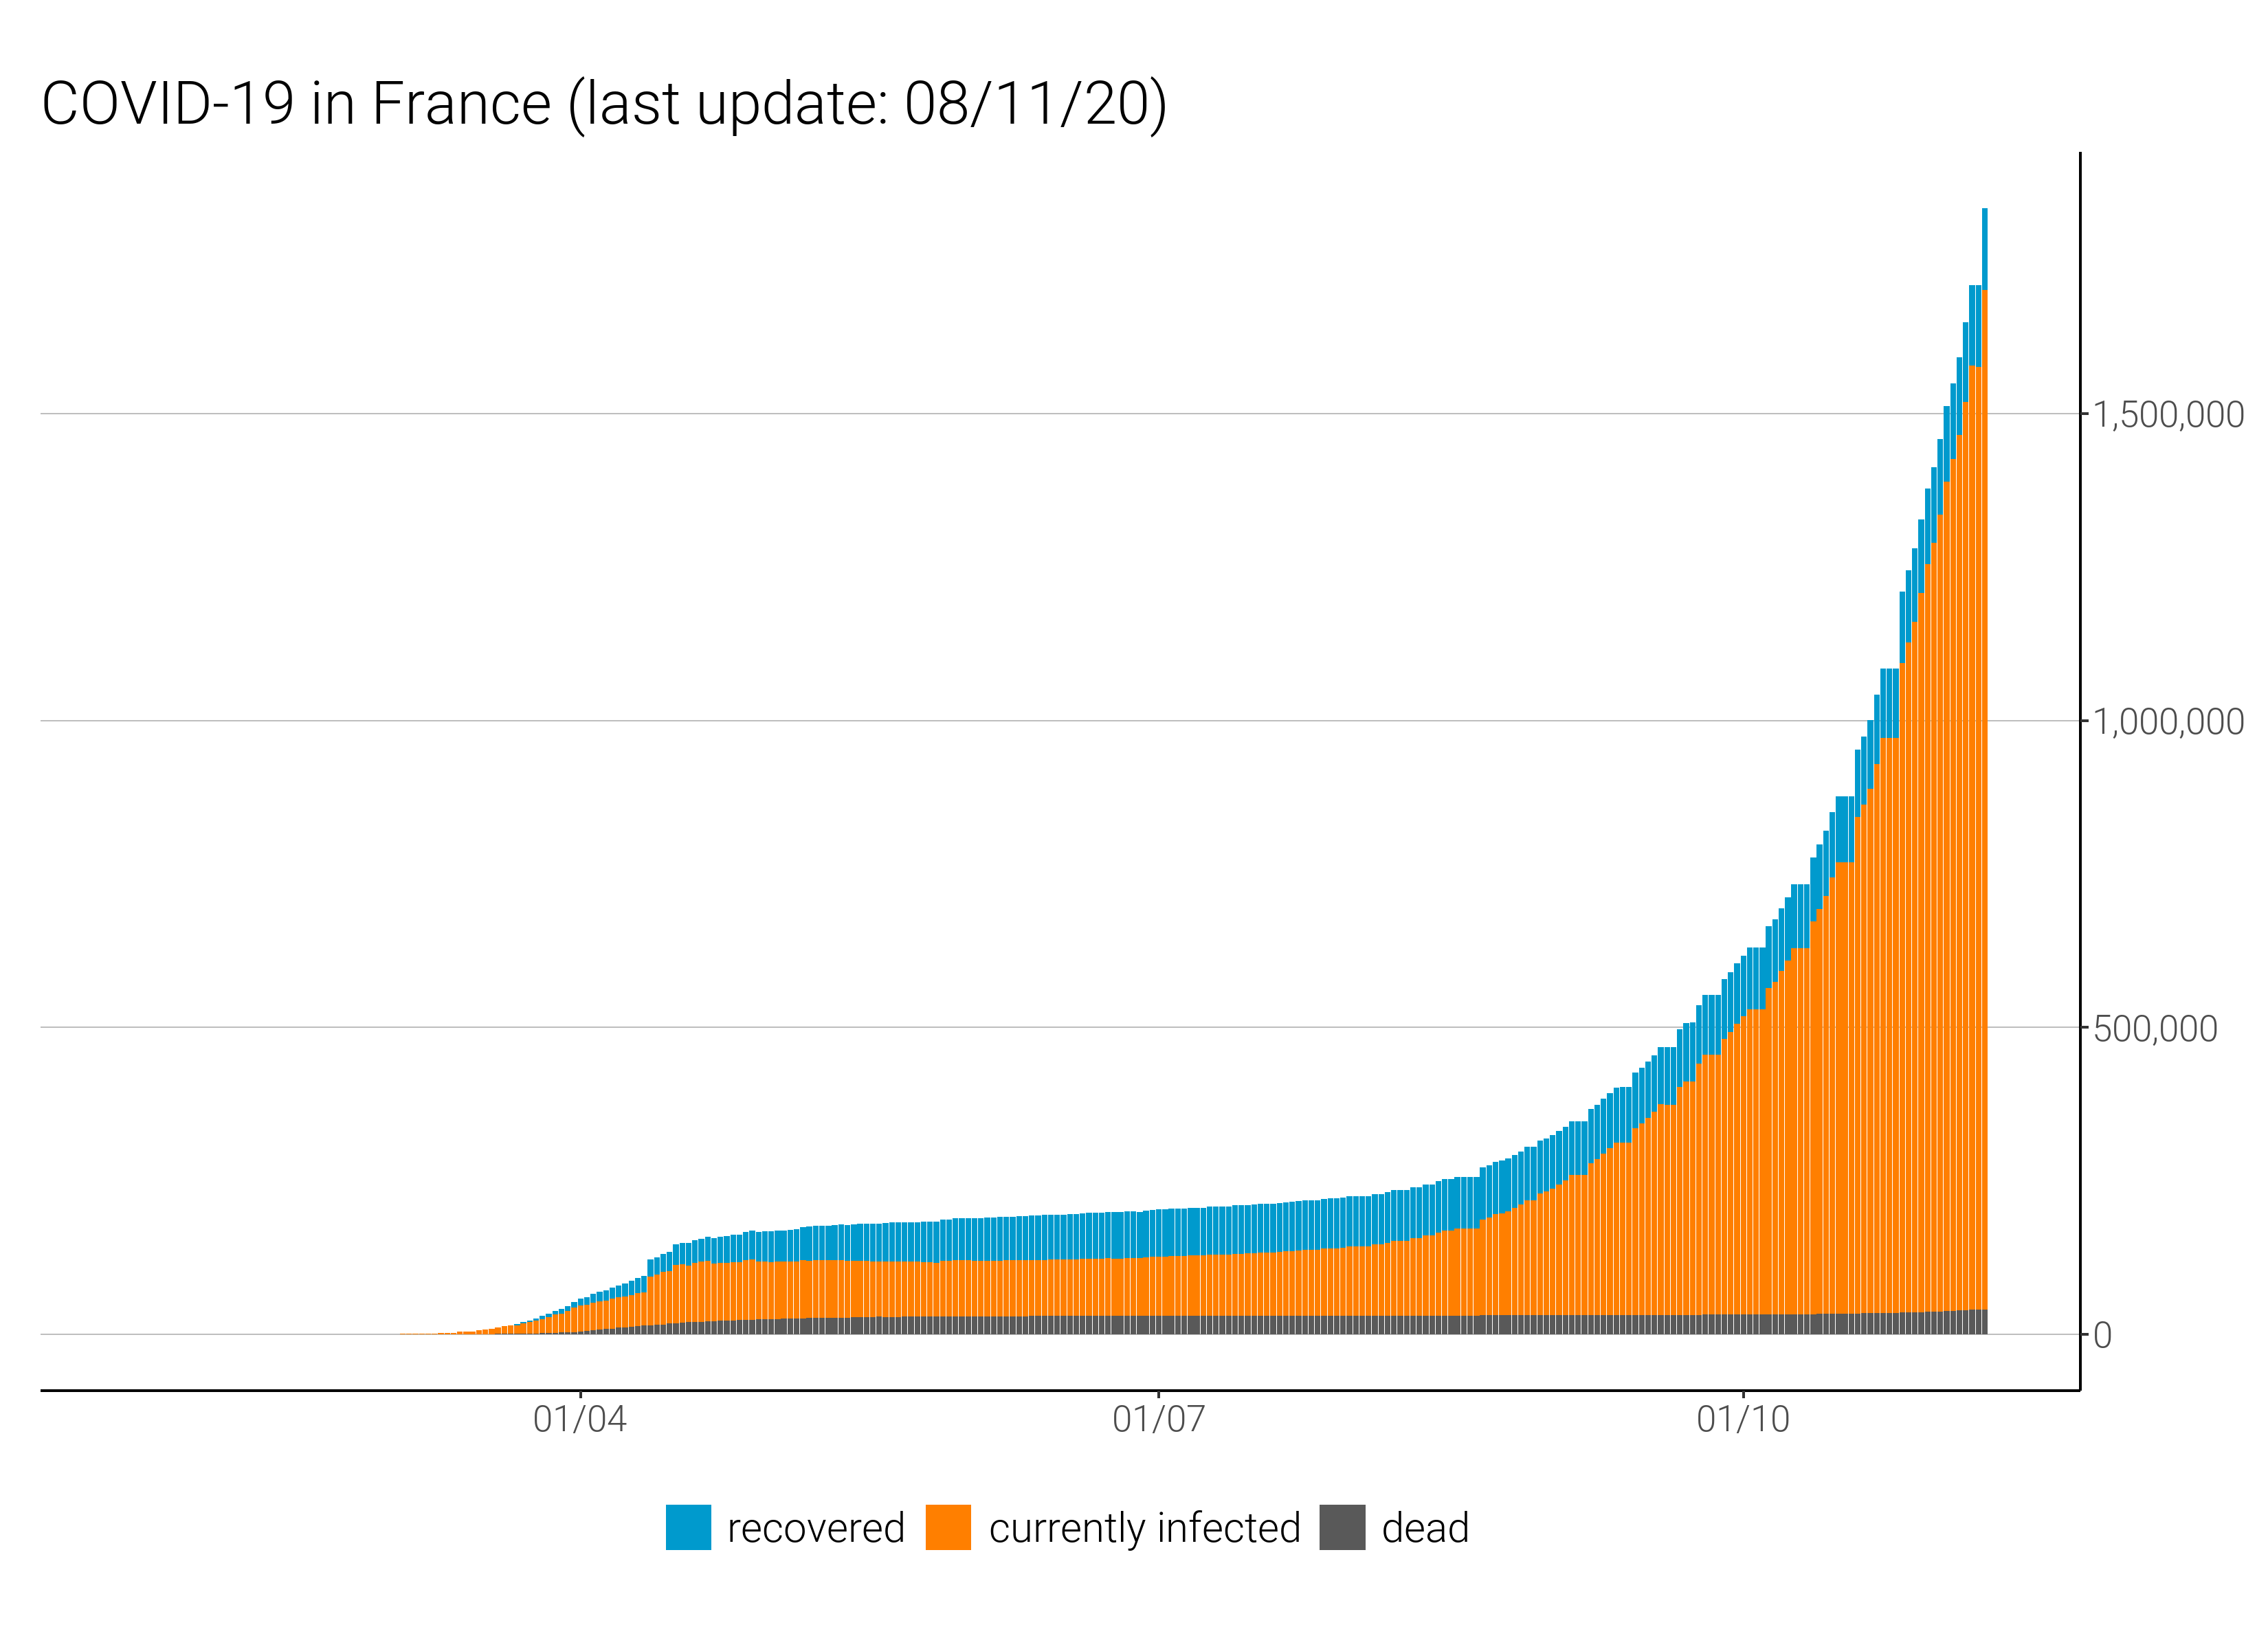 COVID-19 in France (last update: 08/11/20)
1,500,000
1,000,000
500,000
0
01/04 01/07 01/10
recovered currently infected dead